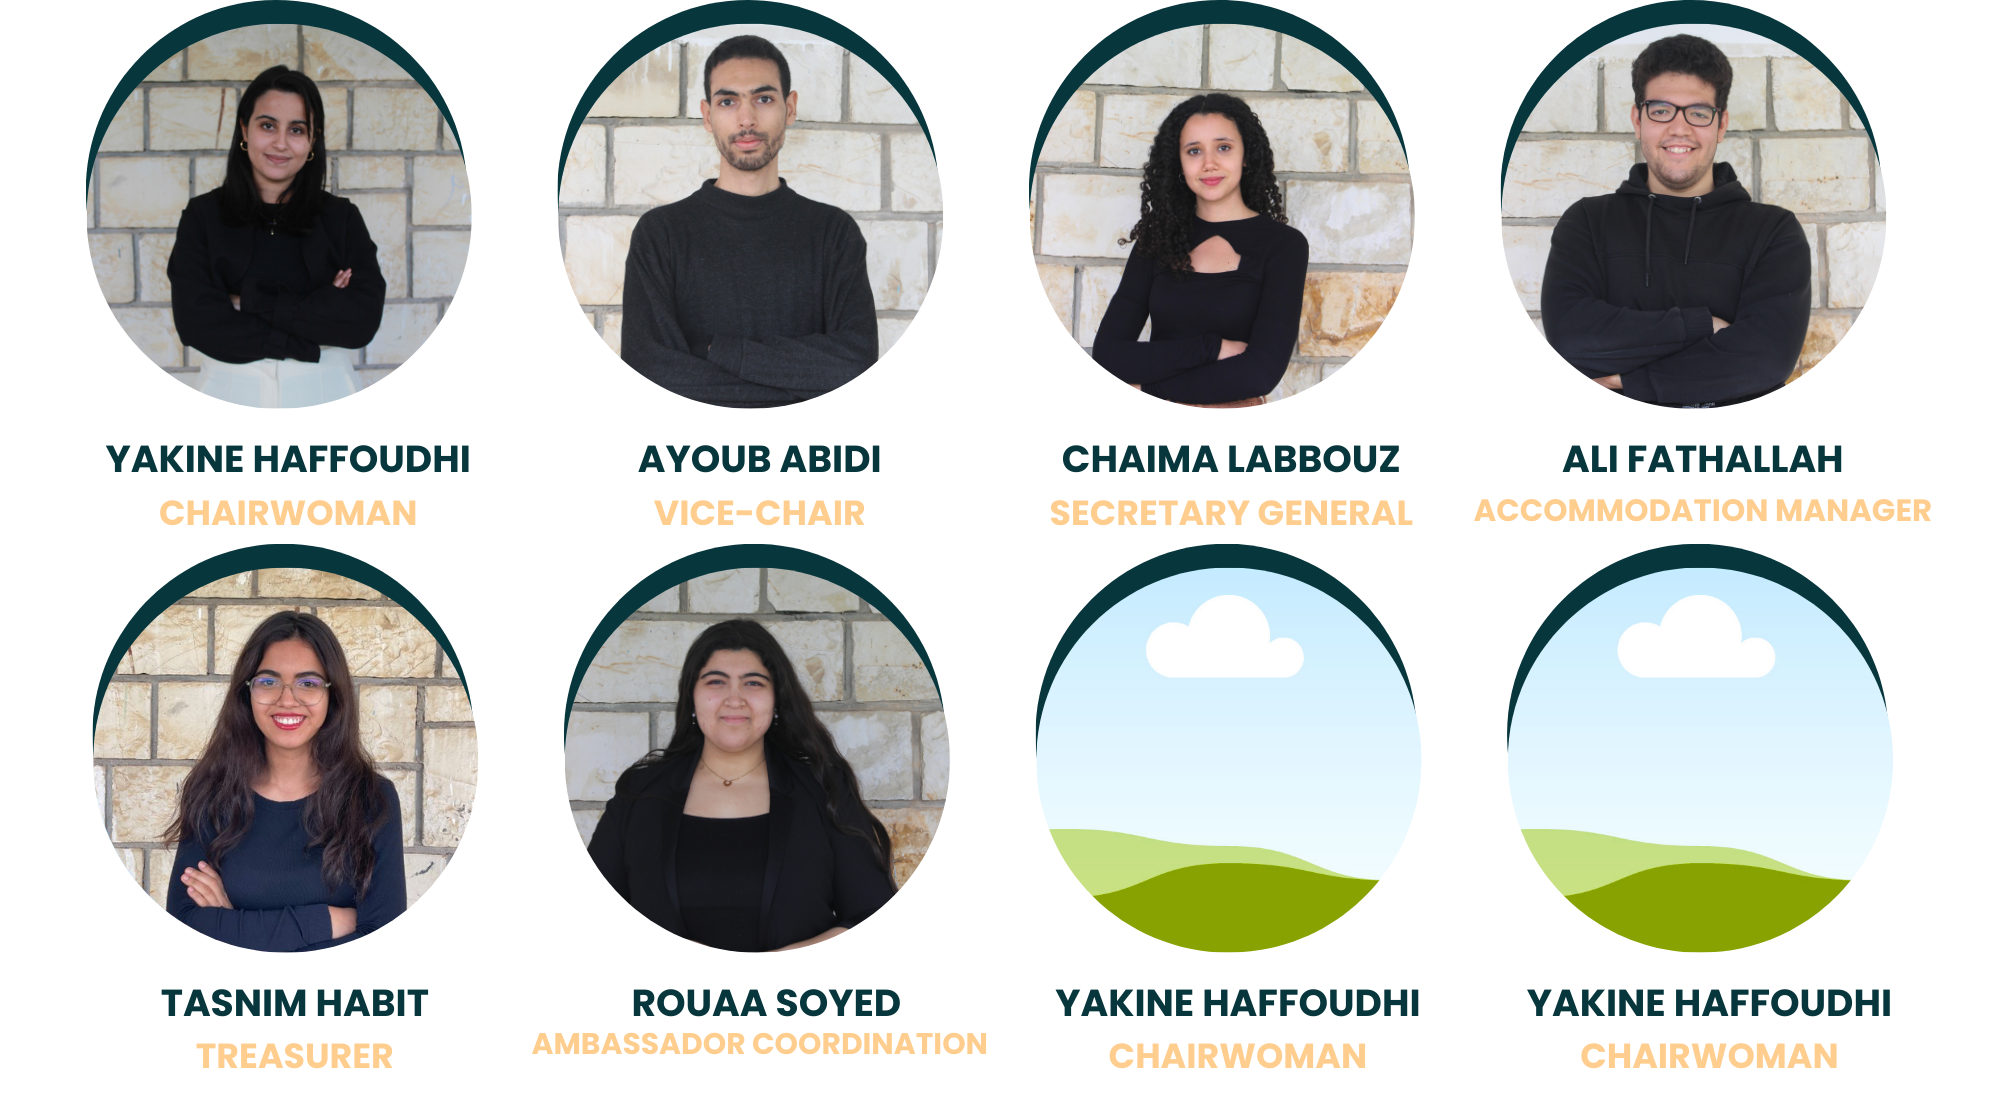 YAKINE HAFFOUDHI
CHAIRWOMAN
AYOUB ABIDI
VICE-CHAIR
CHAIMA LABBOUZ
SECRETARY GENERAL
ALI FATHALLAH
ACCOMMODATION MANAGER
TASNIM HABIT
TREASURER
ROUAA SOYED
AMBASSADOR COORDINATION
YAKINE HAFFOUDHI
CHAIRWOMAN
YAKINE HAFFOUDHI
CHAIRWOMAN